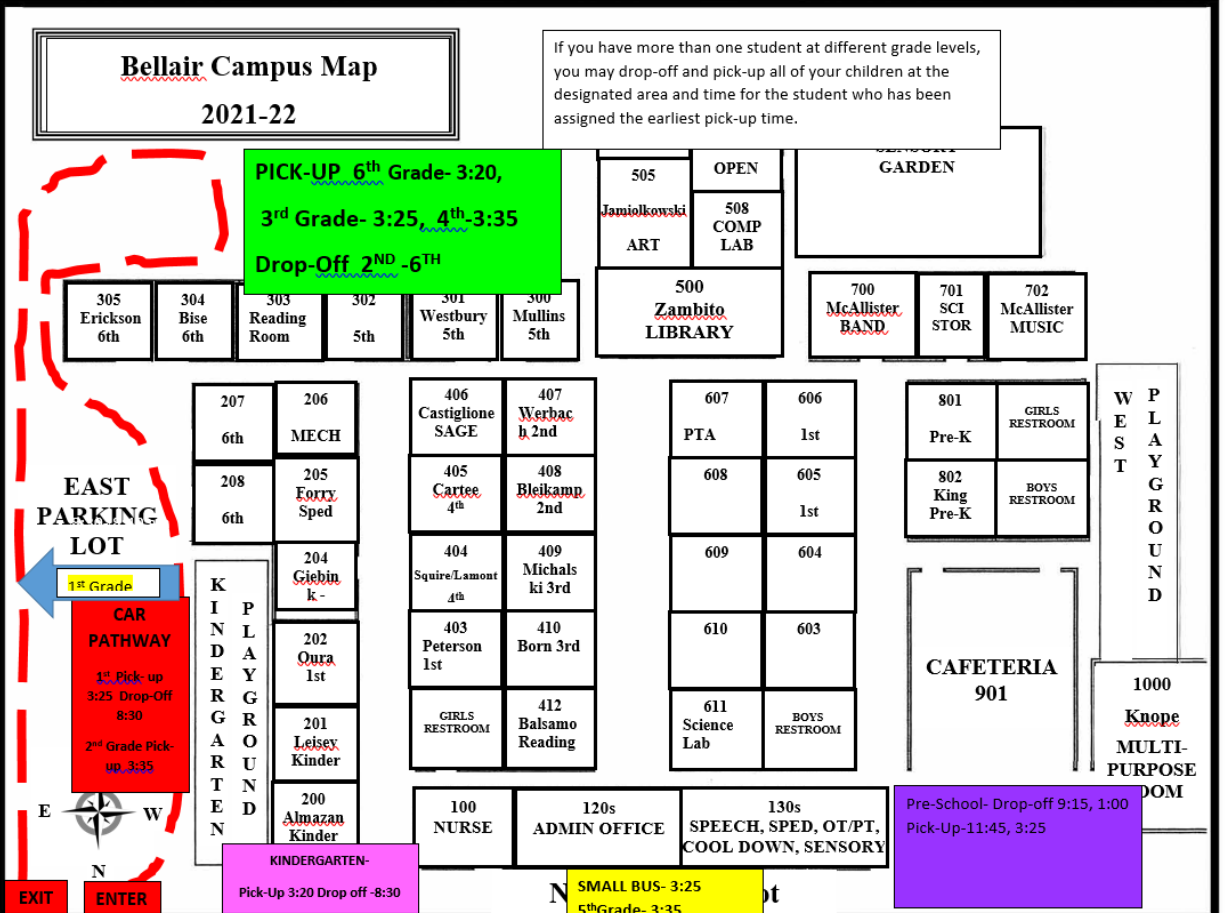 Bellair Campus Map
2021-22
If you have more than one student at different grade levels,
you may drop-off and pick-up all of your children at the
designated area and time for the student who has been
assigned the earliest pick-up time.
PICK-UP 6th Grade- 3:20,
3rd Grade- 3:25, 4th-3:35
Drop-Off 2ND -6TH
505
Jamiolkowski
ART
OPEN
508
COMP
LAB
SENSORY
GARDEN
305
Erickson
6th
304
Bise
6th
303
Reading
Room
302
5th
301
Westbury
5th
300
Mullins
5th
500
Zambito
LIBRARY
700
McAllister
BAND
701
SCI
STOR
702
McAllister
MUSIC
207
6th
206
MECH
406
Castiglione
SAGE
407
Werbac
h 2nd
607
PTA
606
1st
801
Pre-K
GIRLS
RESTROOM
WEST
PLAYGROUND
208
6th
205
Forry
Sped
405
Cartee
4th
408
Bleikamp
2nd
608
605
1st
802
King
Pre-K
BOYS
RESTROOM
EAST
PARKING
LOT
1st Grade
204
Giebin
k -
404
Squire/Lamont
4th
409
Michals
ki 3rd
609
604
CAR
PATHWAY
1st Pick- up
3:25 Drop-Off
8:30
2nd Grade Pick-
up 3:35
KINDERGARTEN
PLAYGROUND
202
Oura
1st
403
Peterson
1st
410
Born 3rd
610
603
CAFETERIA
901
1000
Knope
MULTI-
PURPOSE
201
Leisey
Kinder
GIRLS
RESTROOM
412
Balsamo
Reading
611
Science
Lab
BOYS
RESTROOM
200
Almazan
Kinder
100
NURSE
120s
ADMIN OFFICE
130s
SPEECH, SPED, OT/PT,
COOL DOWN, SENSORY
Pre-School- Drop-off 9:15, 1:00
Pick-Up-11:45, 3:25
E
W
N
KINDERGARTEN-
Pick-Up 3:20 Drop off -8:30
SMALL BUS- 3:25
5thGrade- 3:35
EXIT
ENTER